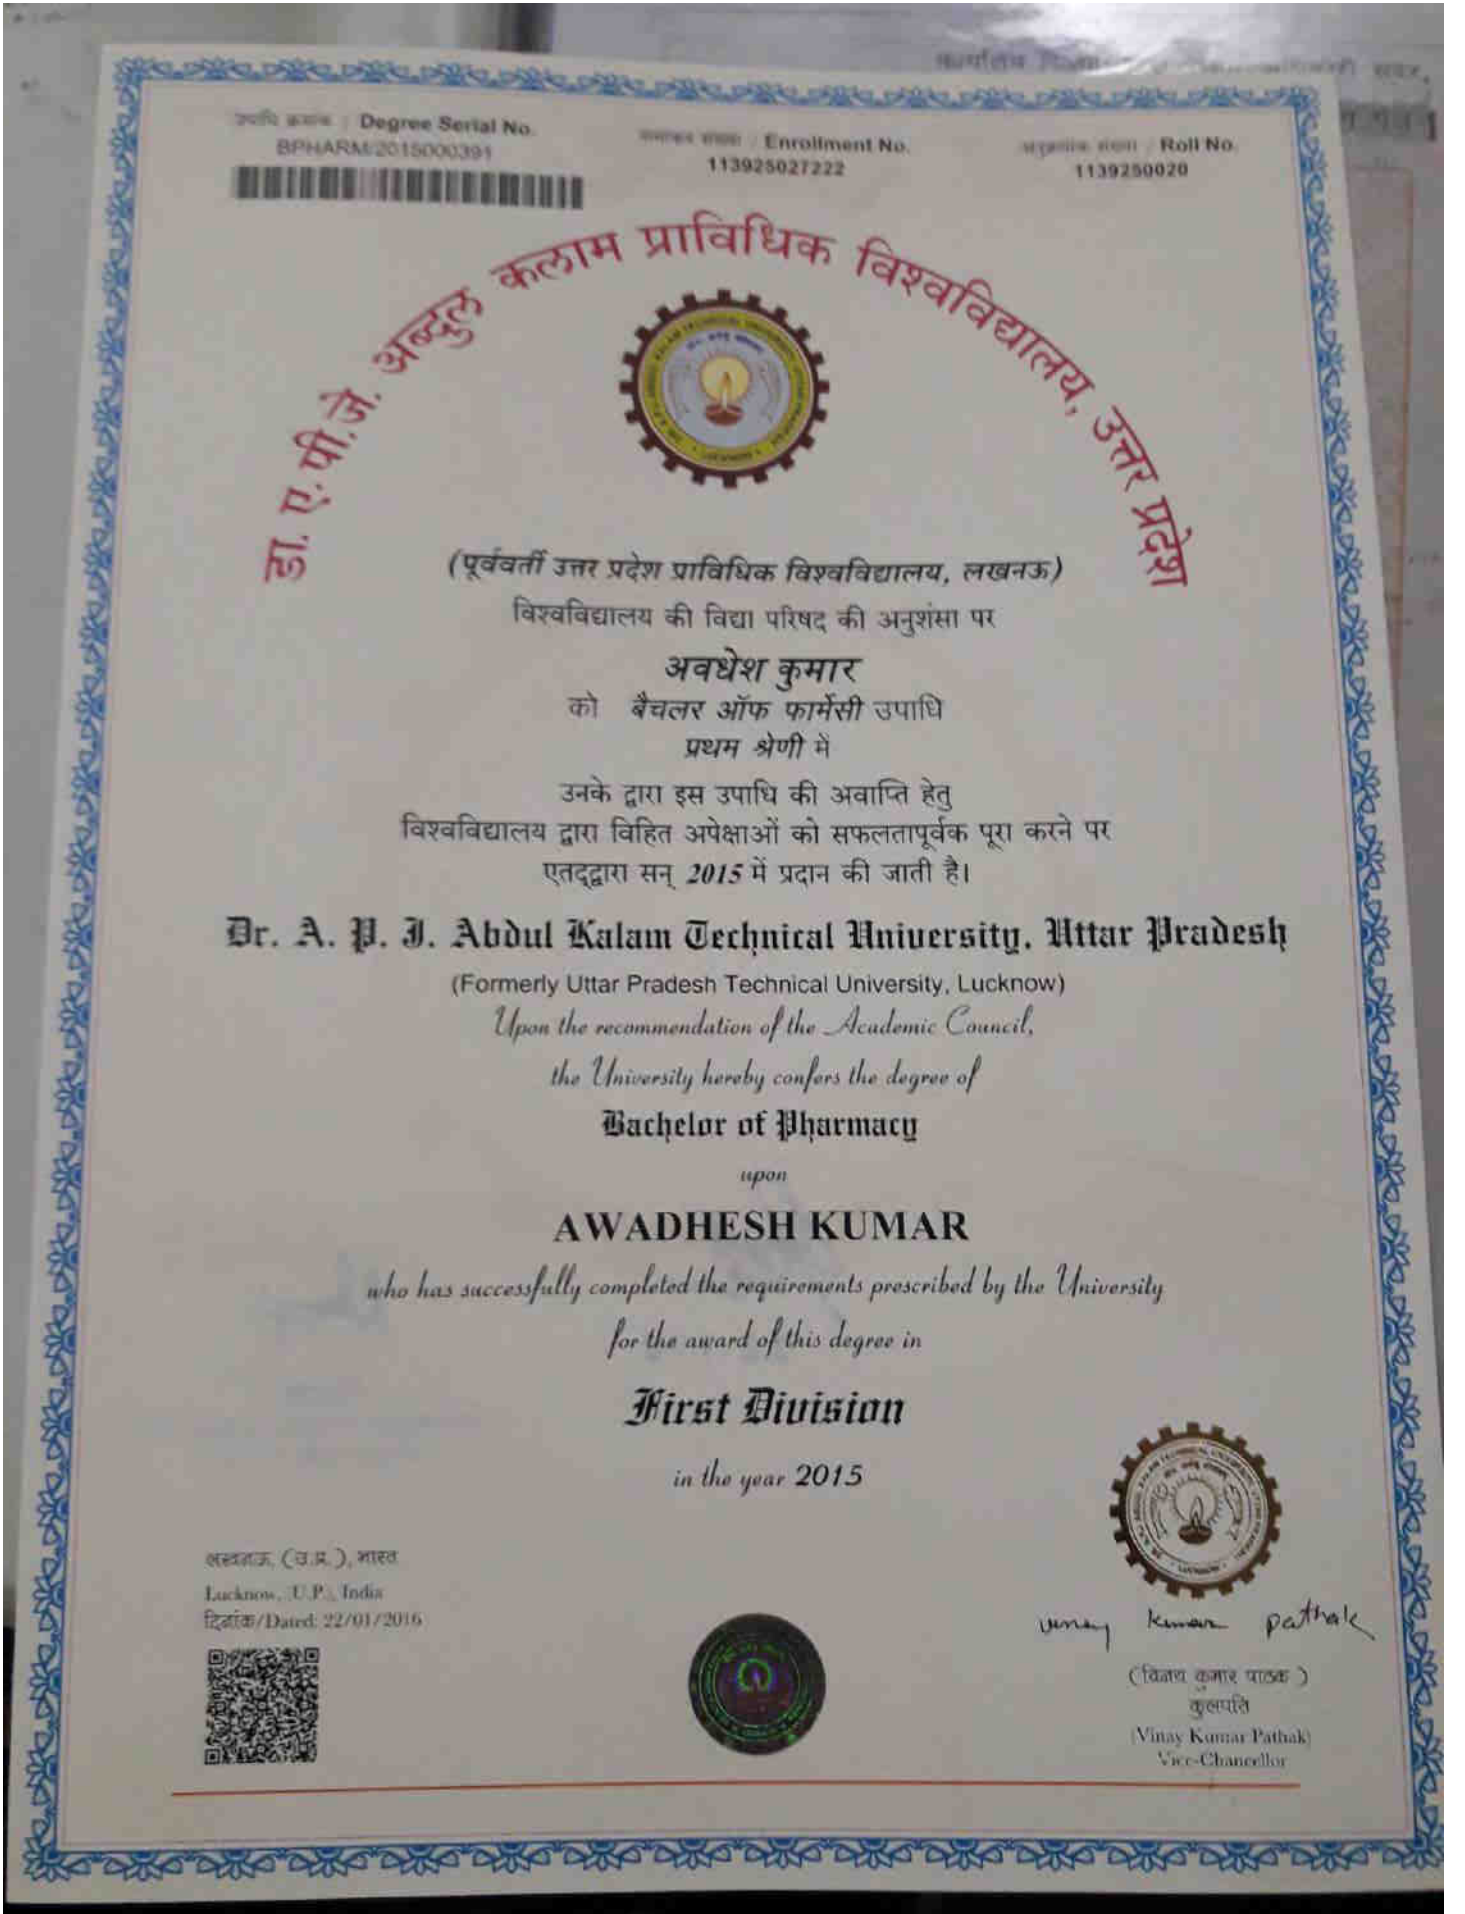 उपाधि क्रमांक / Degree Serial No.
BPHARM/2015000391
नामांकन संख्या / Enrollment No.
113925027222
अनुक्रमांक संख्या / Roll No.
1139250020
डा. ए. पी. जे. अब्दुल कलाम प्राविधिक विश्वविद्यालय, उत्तर प्रदेश
(पूर्ववर्ती उत्तर प्रदेश प्राविधिक विश्वविद्यालय, लखनऊ)
विश्वविद्यालय की विद्या परिषद की अनुशंसा पर
अवधेश कुमार
को बैचलर ऑफ फार्मेसी उपाधि
प्रथम श्रेणी में
उनके द्वारा इस उपाधि की अवाप्ति हेतु
विश्वविद्यालय द्वारा विहित अपेक्षाओं को सफलतापूर्वक पूरा करने पर
एतद्द्वारा सन् 2015 में प्रदान की जाती है।
Dr. A. P. J. Abdul Kalam Technical University, Uttar Pradesh
(Formerly Uttar Pradesh Technical University, Lucknow)
Upon the recommendation of the Academic Council,
the University hereby confers the degree of
Bachelor of Pharmacy
upon
AWADHESH KUMAR
who has successfully completed the requirements prescribed by the University
for the award of this degree in
First Division
in the year 2015
लखनऊ, (उ.प्र.), भारत
Lucknow, (U.P.), India
दिनांक/Dated: 22/01/2016
Vinay Kumar Pathak
(विनय कुमार पाठक)
कुलपति
(Vinay Kumar Pathak)
Vice-Chancellor